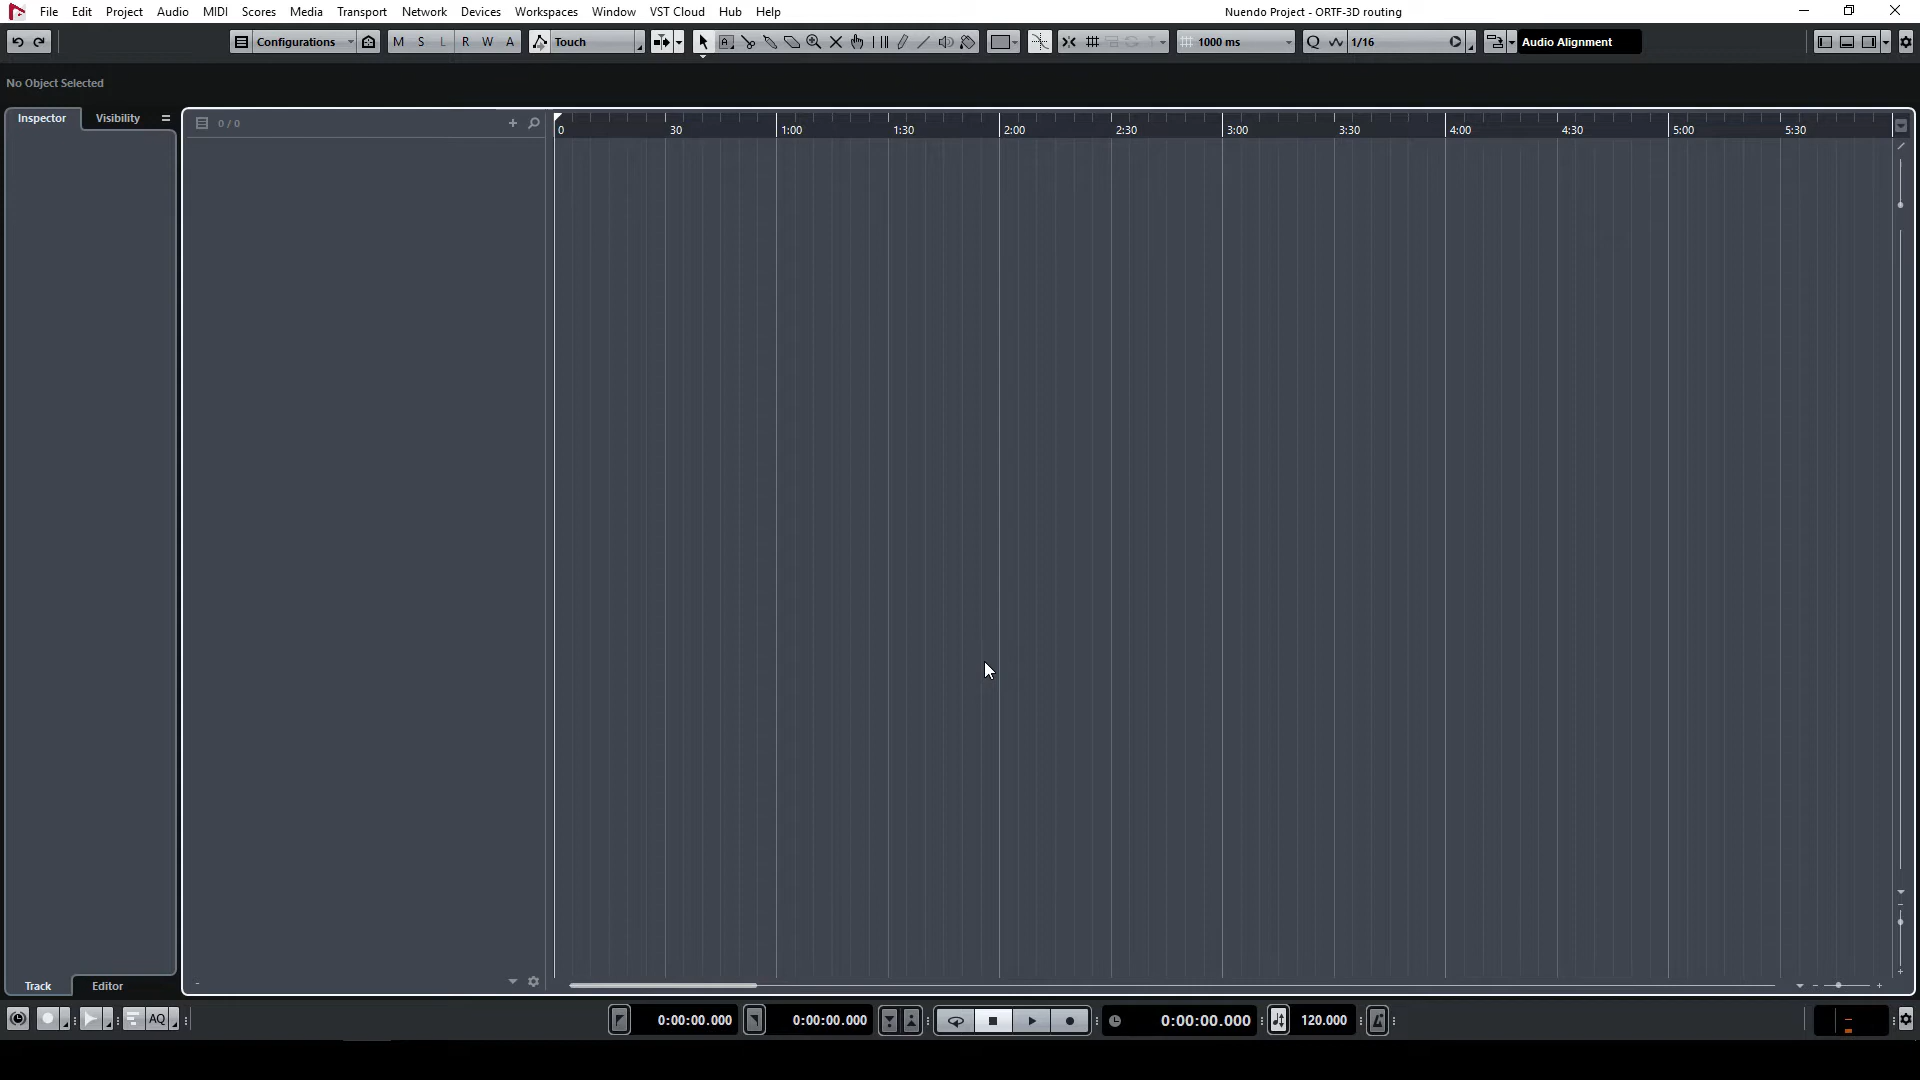 File Edit Project Audio MIDI Scores Media Transport Network Devices Workspaces Window VST Cloud Hub Help Nuendo Project - ORTF-3D routing
Configurations M S L R W A Touch 1000 ms Q 1/16 Audio Alignment
No Object Selected
Inspector Visibility 0 / 0
0 30 1:00 1:30 2:00 2:30 3:00 3:30 4:00 4:30 5:00 5:30
Track Editor
AQ 0:00:00.000 0:00:00.000 0:00:00.000 120.000